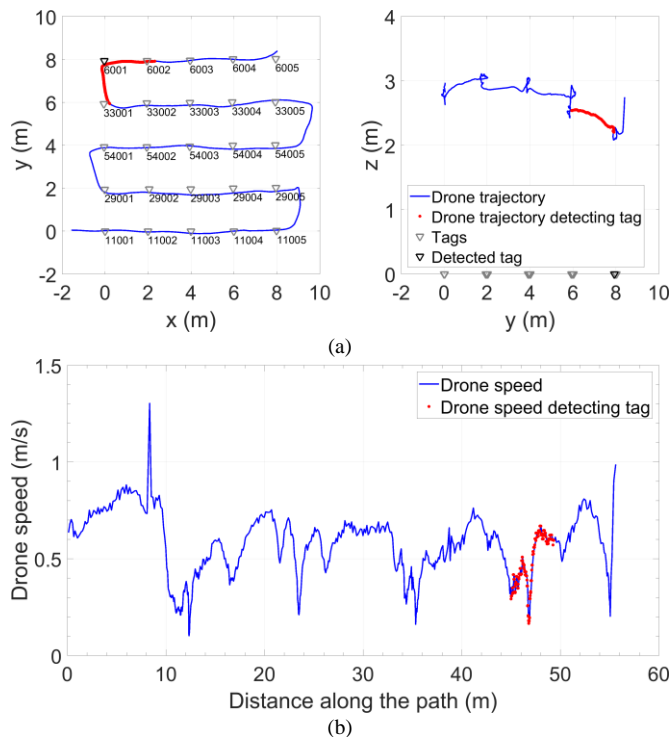 10
8
6
4
2
0
-2
y (m)
6001 6002 6003 6004 6005
33001 33002 33003 33004 33005
54001 54002 54003 54004 54005
29001 29002 29003 29004 29005
11001 11002 11003 11004 11005
-2 0 2 4 6 8 10
x (m)
4
3
2
1
0
z (m)
Drone trajectory
Drone trajectory detecting tag
Tags
Detected tag
-2 0 2 4 6 8 10
y (m)
(a)
1.5
1
0.5
0
Drone speed (m/s)
Drone speed
Drone speed detecting tag
0 10 20 30 40 50 60
Distance along the path (m)
(b)